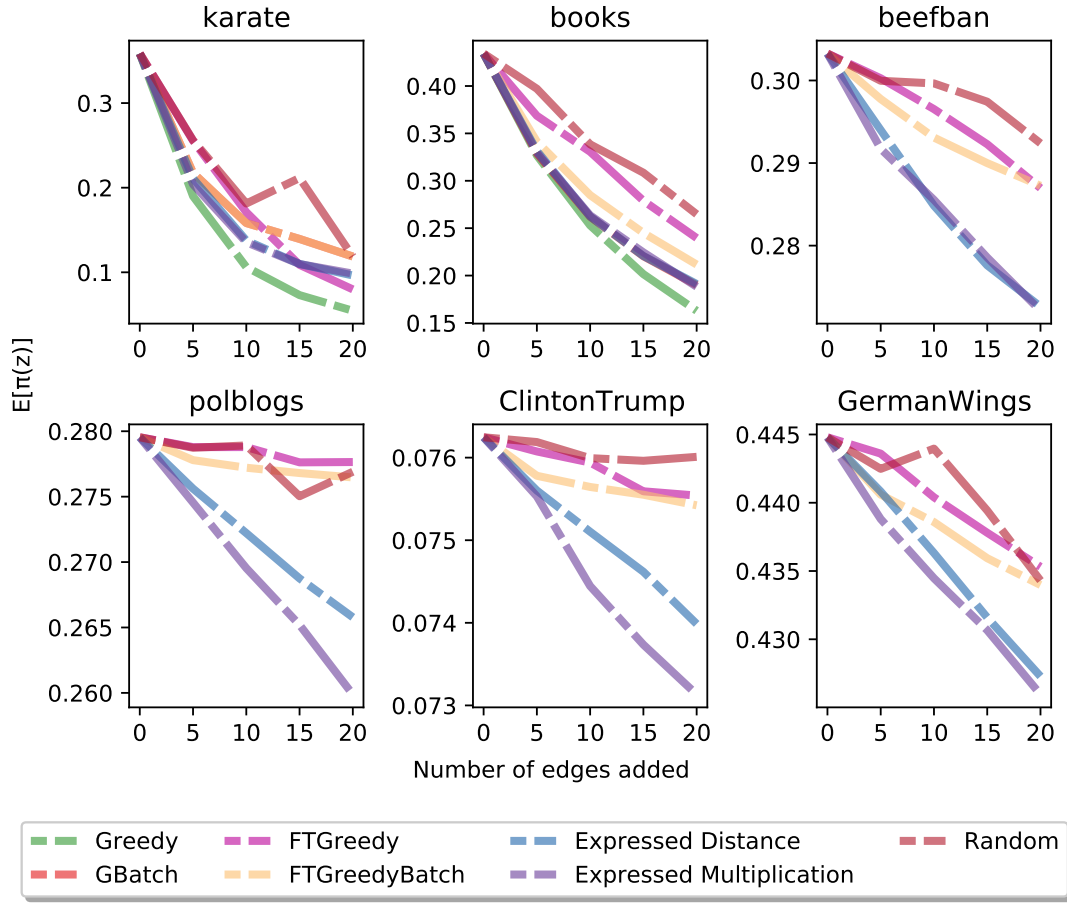 karate
books
beefban
0.3
0.2
0.1
0 5 10 15 20
0.40
0.35
0.30
0.25
0.20
0.15
0 5 10 15 20
0.30
0.29
0.28
0 5 10 15 20
E[π(z)]
polblogs
ClintonTrump
GermanWings
0.280
0.275
0.270
0.265
0.260
0 5 10 15 20
0.076
0.075
0.074
0.073
0 5 10 15 20
0.445
0.440
0.435
0.430
0 5 10 15 20
Number of edges added
Greedy
GBatch
FTGreedy
FTGreedyBatch
Expressed Distance
Expressed Multiplication
Random